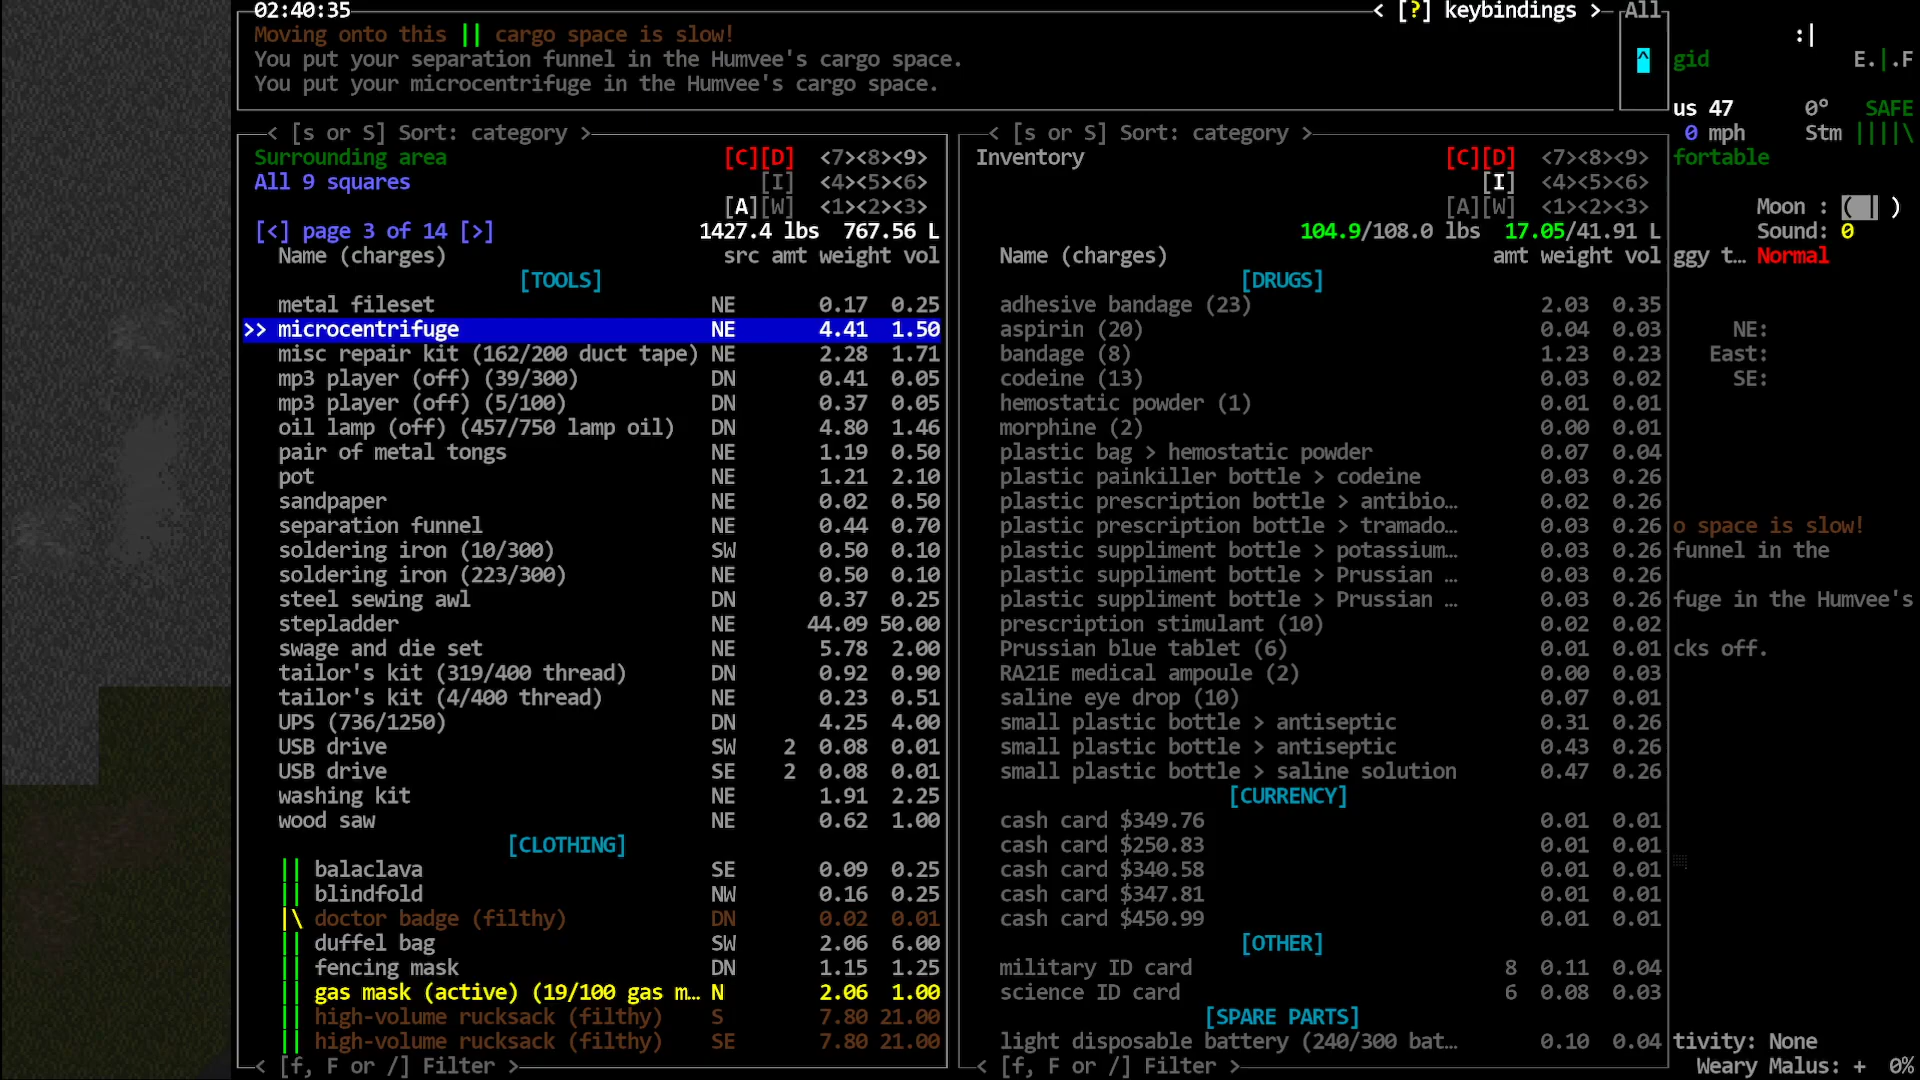 02:40:35
< [?] keybindings >
All
Moving onto this || cargo space is slow!
:|
You put your separation funnel in the Humvee's cargo space.
^
gid E.|.F
You put your microcentrifuge in the Humvee's cargo space.
us 47 0° SAFE
0 mph Stm ||||\
< [s or S] Sort: category >
< [s or S] Sort: category >
Surrounding area [C][D] <7><8><9>
Inventory [C][D] <7><8><9>
fortable
All 9 squares [I] <4><5><6>
[I] <4><5><6>
[A][W] <1><2><3>
[A][W] <1><2><3>
Moon : (| )
[<] page 3 of 14 [>] 1427.4 lbs 767.56 L
104.9/108.0 lbs 17.05/41.91 L
Sound: 0
Name (charges) src amt weight vol
Name (charges) amt weight vol
ggy t… Normal
[TOOLS]
[DRUGS]
metal fileset NE 0.17 0.25
adhesive bandage (23) 2.03 0.35
>> microcentrifuge NE 4.41 1.50
aspirin (20) 0.04 0.03
NE:
misc repair kit (162/200 duct tape) NE 2.28 1.71
bandage (8) 1.23 0.23
East:
mp3 player (off) (39/300) DN 0.41 0.05
codeine (13) 0.03 0.02
SE:
mp3 player (off) (5/100) DN 0.37 0.05
hemostatic powder (1) 0.01 0.01
oil lamp (off) (457/750 lamp oil) DN 4.80 1.46
morphine (2) 0.00 0.01
pair of metal tongs NE 1.19 0.50
plastic bag > hemostatic powder 0.07 0.04
pot NE 1.21 2.10
plastic painkiller bottle > codeine 0.03 0.26
sandpaper NE 0.02 0.50
plastic prescription bottle > antibio… 0.02 0.26
separation funnel NE 0.44 0.70
plastic prescription bottle > tramado… 0.03 0.26
o space is slow!
soldering iron (10/300) SW 0.50 0.10
plastic suppliment bottle > potassium… 0.03 0.26
funnel in the
soldering iron (223/300) NE 0.50 0.10
plastic suppliment bottle > Prussian … 0.03 0.26
steel sewing awl DN 0.37 0.25
plastic suppliment bottle > Prussian … 0.03 0.26
fuge in the Humvee's
stepladder NE 44.09 50.00
prescription stimulant (10) 0.02 0.02
swage and die set NE 5.78 2.00
Prussian blue tablet (6) 0.01 0.01
cks off.
tailor's kit (319/400 thread) DN 0.92 0.90
RA21E medical ampoule (2) 0.00 0.03
tailor's kit (4/400 thread) NE 0.23 0.51
saline eye drop (10) 0.07 0.01
UPS (736/1250) DN 4.25 4.00
small plastic bottle > antiseptic 0.31 0.26
USB drive SW 2 0.08 0.01
small plastic bottle > antiseptic 0.43 0.26
USB drive SE 2 0.08 0.01
small plastic bottle > saline solution 0.47 0.26
washing kit NE 1.91 2.25
[CURRENCY]
wood saw NE 0.62 1.00
cash card $349.76 0.01 0.01
[CLOTHING]
cash card $250.83 0.01 0.01
|| balaclava SE 0.09 0.25
cash card $340.58 0.01 0.01
|| blindfold NW 0.16 0.25
cash card $347.81 0.01 0.01
|\ doctor badge (filthy) DN 0.02 0.01
cash card $450.99 0.01 0.01
|| duffel bag SW 2.06 6.00
[OTHER]
|| fencing mask DN 1.15 1.25
military ID card 8 0.11 0.04
|| gas mask (active) (19/100 gas m… N 2.06 1.00
science ID card 6 0.08 0.03
|| high-volume rucksack (filthy) S 7.80 21.00
[SPARE PARTS]
|| high-volume rucksack (filthy) SE 7.80 21.00
light disposable battery (240/300 bat… 0.10 0.04
tivity: None
< [f, F or /] Filter >
< [f, F or /] Filter >
Weary Malus: + 0%